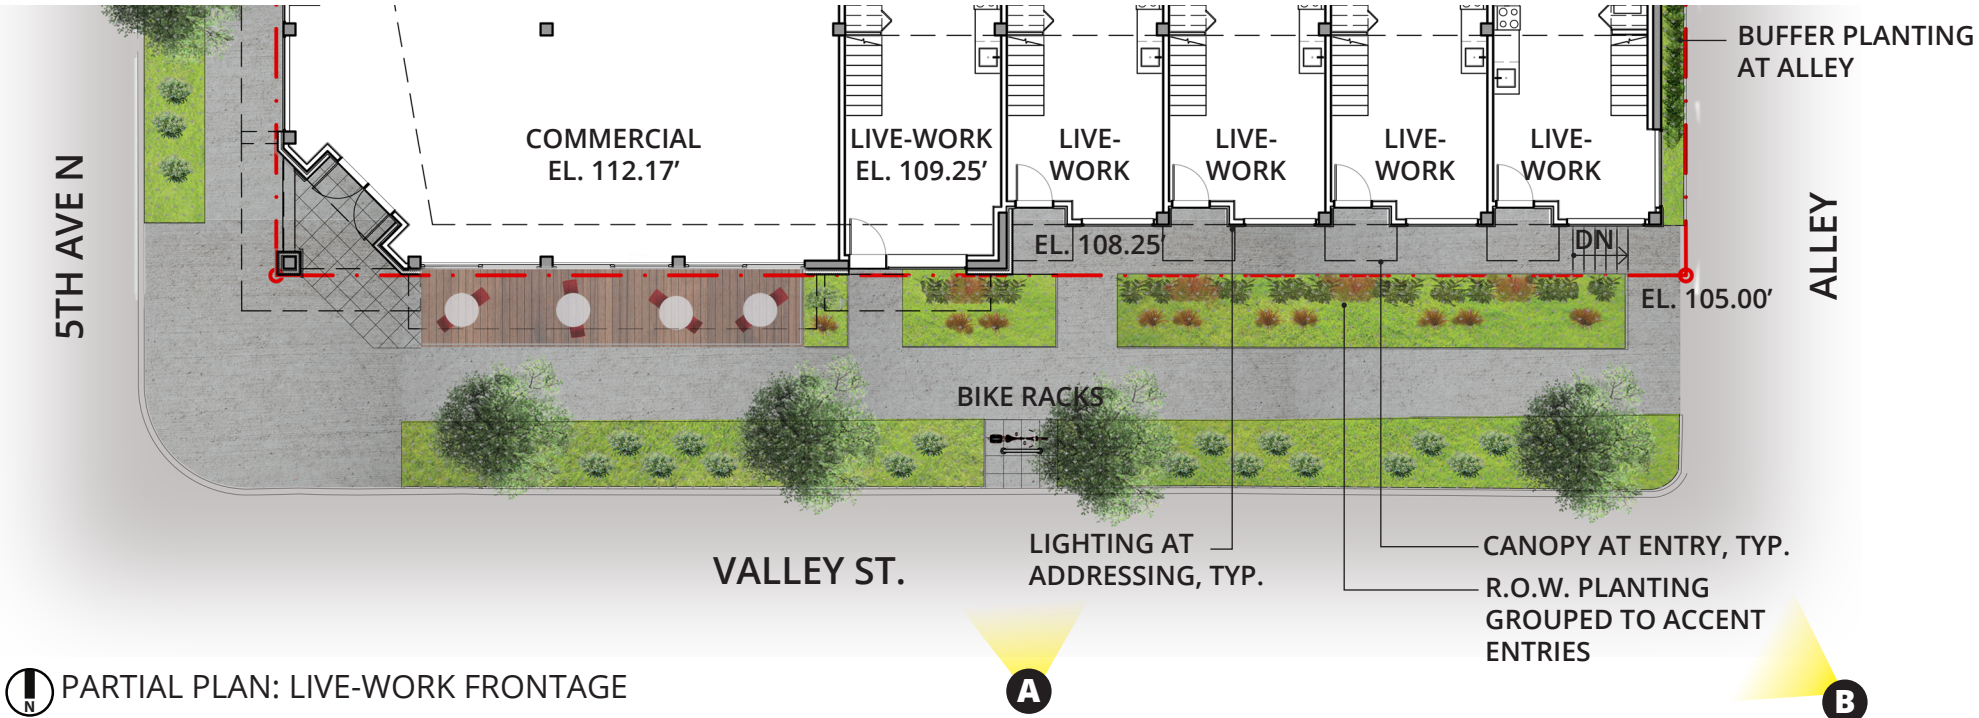 BUFFER PLANTING
AT ALLEY
COMMERCIAL
EL. 112.17’
LIVE-WORK
EL. 109.25’
LIVE-
WORK
LIVE-
WORK
LIVE-
WORK
LIVE-
WORK
5TH AVE N
ALLEY
EL. 108.25’
DN
EL. 105.00’
BIKE RACKS
VALLEY ST.
LIGHTING AT
ADDRESSING, TYP.
CANOPY AT ENTRY, TYP.
R.O.W. PLANTING
GROUPED TO ACCENT
ENTRIES
N
PARTIAL PLAN: LIVE-WORK FRONTAGE
A
B